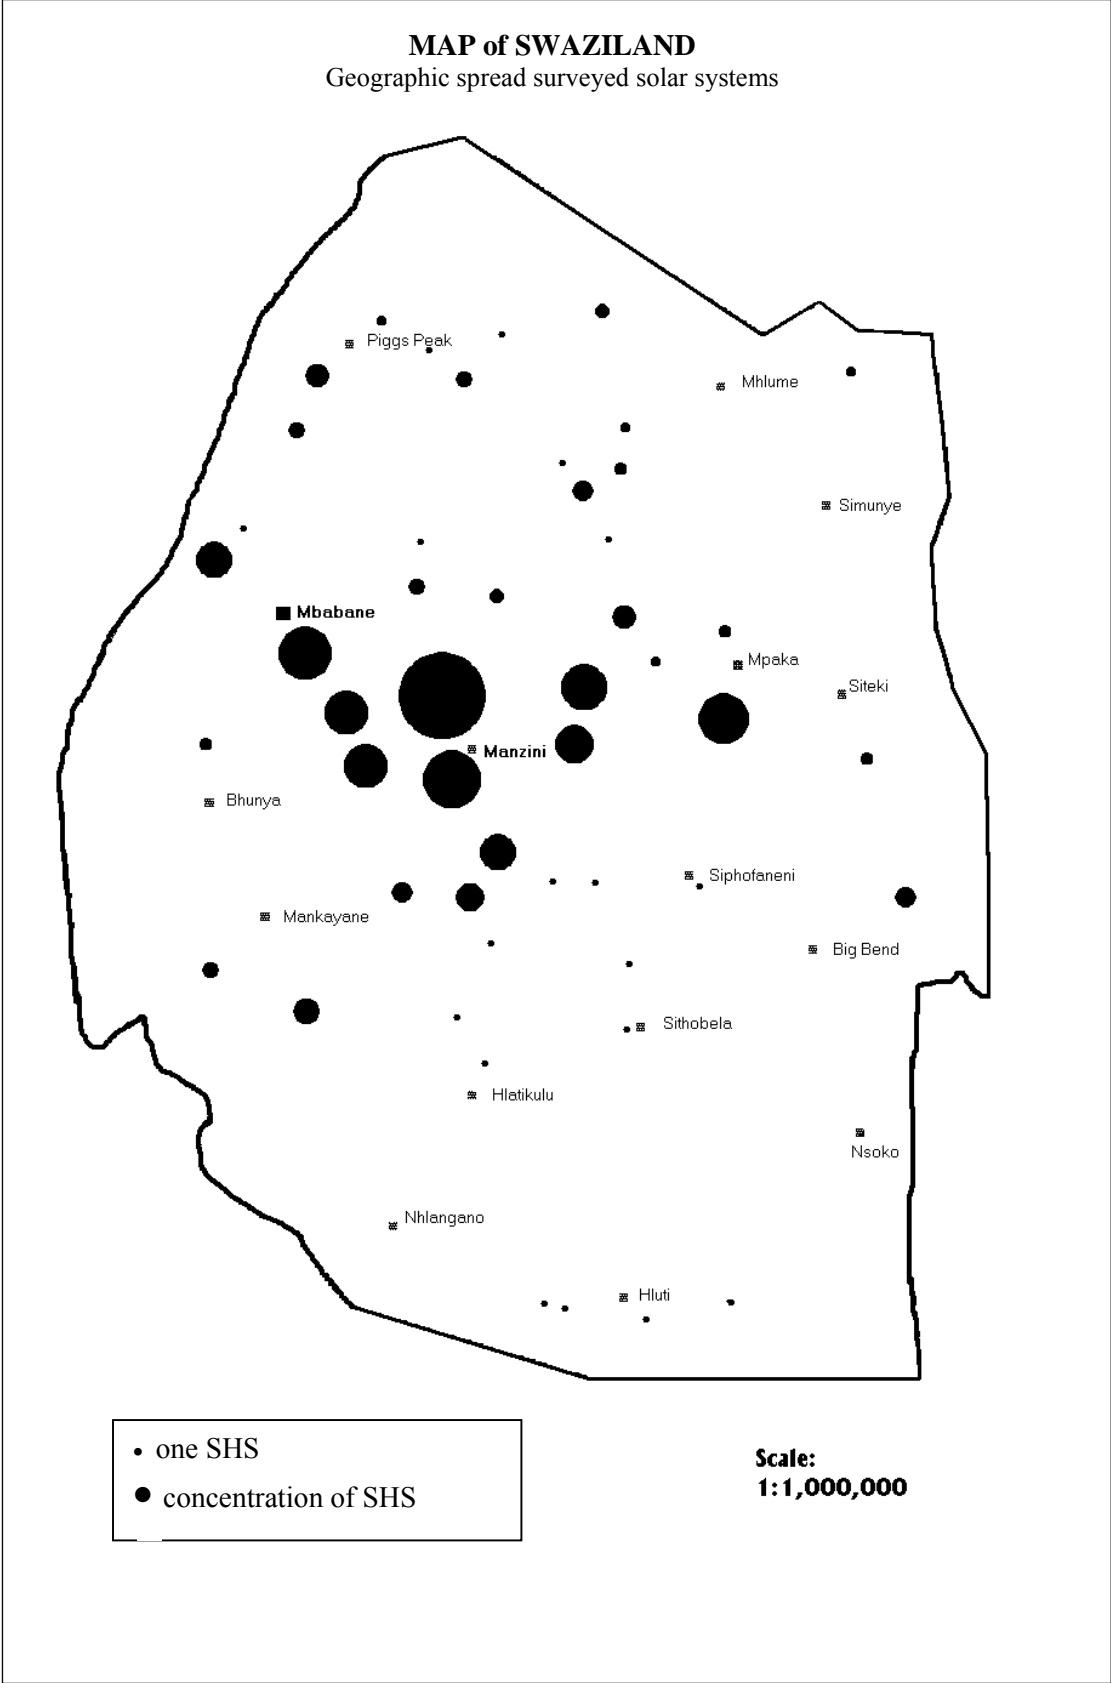 MAP of SWAZILAND
Geographic spread surveyed solar systems
Piggs Peak
Mhlume
Simunye
Mbabane
Mpaka
Siteki
Manzini
Bhunya
Siphofaneni
Mankayane
Big Bend
Sithobela
Hlatikulu
Nsoko
Nhlangano
Hluti
one SHS
concentration of SHS
Scale:
1:1,000,000